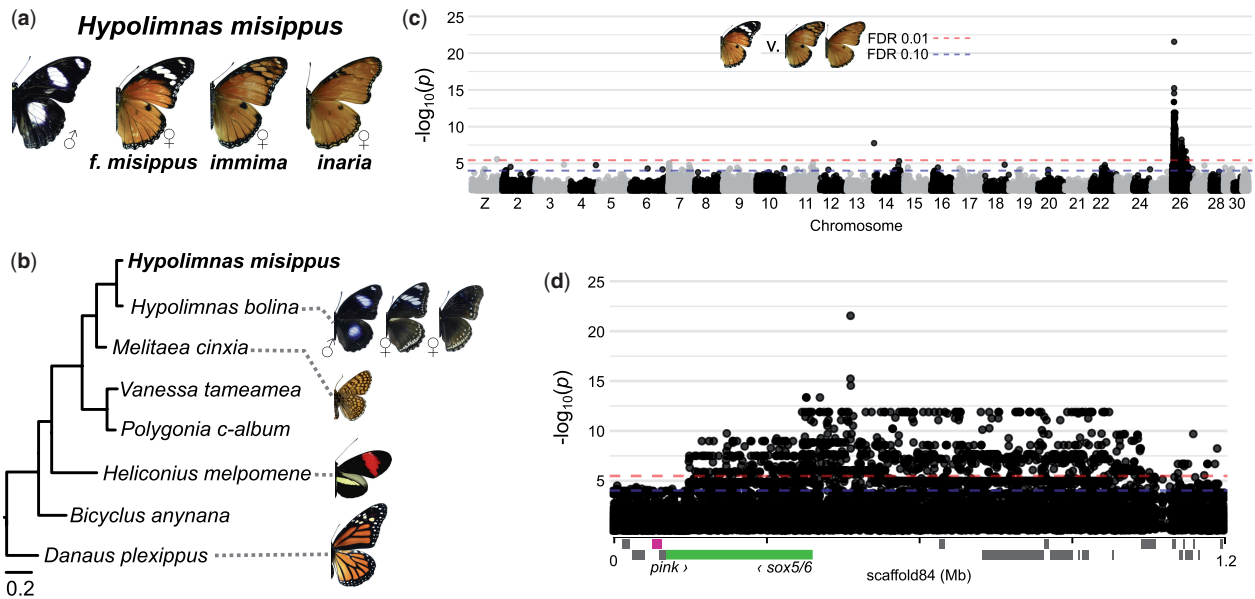 (a)
Hypolimnas misippus
♂
♀
♀
♀
f. misippus
immima
inaria
(b)
Hypolimnas misippus
Hypolimnas bolina
♂
♀
♀
Melitaea cinxia
Vanessa tameamea
Polygonia c-album
Heliconius melpomene
Bicyclus anynana
Danaus plexippus
0.2
(c)
-log10(p)
25
20
15
10
5
v.
FDR 0.01
FDR 0.10
Z 2 3 4 5 6 7 8 9 10 11 12 13 14 15 16 17 18 19 20 21 22 24 26 28 30
Chromosome
(d)
-log10(p)
25
20
15
10
5
pink ›
‹ sox5/6
0
1.2
scaffold84 (Mb)